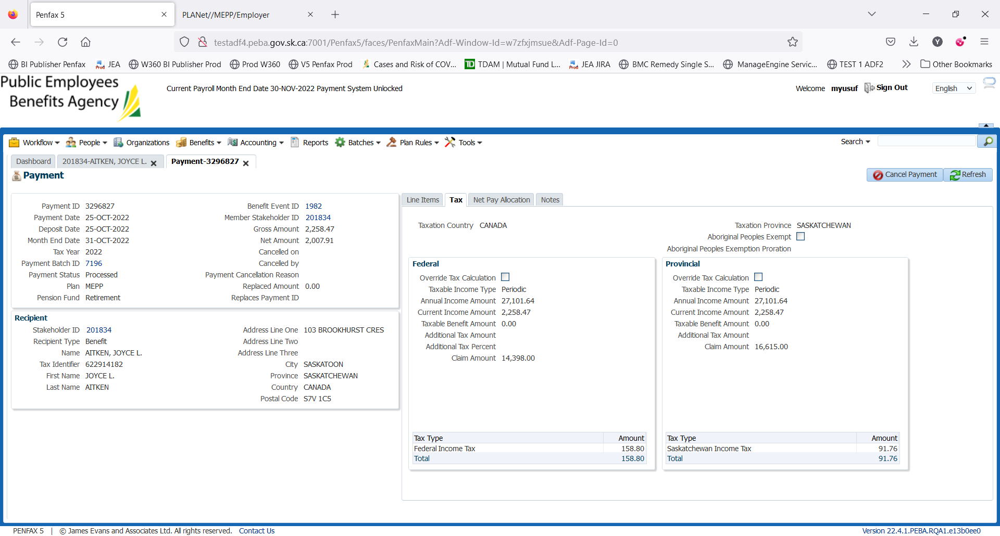 Penfax 5
PLANet//MEPP/Employer
testadf4.peba.gov.sk.ca:7001/Penfax5/faces/PenfaxMain?Adf-Window-Id=w7zfxjmsue&Adf-Page-Id=0
BI Publisher Penfax JEA W360 BI Publisher Prod Prod W360 V5 Penfax Prod Cases and Risk of COV... TDAM | Mutual Fund L... JEA JIRA BMC Remedy Single S... ManageEngine Servic... TEST 1 ADF2 Other Bookmarks
Public Employees
Benefits Agency
Current Payroll Month End Date 30-NOV-2022 Payment System Unlocked
Welcome myusuf Sign Out English
Workflow People Organizations Benefits Accounting Reports Batches Plan Rules Tools Search
Dashboard 201834-AITKEN, JOYCE L. Payment-3296827
Payment
Cancel Payment Refresh
Payment ID 3296827
Payment Date 25-OCT-2022
Deposit Date 25-OCT-2022
Month End Date 31-OCT-2022
Tax Year 2022
Payment Batch ID 7196
Payment Status Processed
Plan MEPP
Pension Fund Retirement
Benefit Event ID 1982
Member Stakeholder ID 201834
Gross Amount 2,258.47
Net Amount 2,007.91
Cancelled on
Cancelled by
Payment Cancellation Reason
Replaced Amount 0.00
Replaces Payment ID
Recipient
Stakeholder ID 201834
Recipient Type Benefit
Name AITKEN, JOYCE L.
Tax Identifier 622914182
First Name JOYCE L.
Last Name AITKEN
Address Line One 103 BROOKHURST CRES
Address Line Two
Address Line Three
City SASKATOON
Province SASKATCHEWAN
Country CANADA
Postal Code S7V 1C5
Line Items Tax Net Pay Allocation Notes
Taxation Country CANADA
Taxation Province SASKATCHEWAN
Aboriginal Peoples Exempt
Aboriginal Peoples Exemption Proration
Federal
Override Tax Calculation
Taxable Income Type Periodic
Annual Income Amount 27,101.64
Current Income Amount 2,258.47
Taxable Benefit Amount 0.00
Additional Tax Amount
Additional Tax Percent
Claim Amount 14,398.00
Tax Type Amount
Federal Income Tax 158.80
Total 158.80
Provincial
Override Tax Calculation
Taxable Income Type Periodic
Annual Income Amount 27,101.64
Current Income Amount 2,258.47
Taxable Benefit Amount 0.00
Additional Tax Amount
Claim Amount 16,615.00
Tax Type Amount
Saskatchewan Income Tax 91.76
Total 91.76
PENFAX 5 | © James Evans and Associates Ltd. All rights reserved. Contact Us
Version 22.4.1.PEBA.RQA1.e13b0ee0